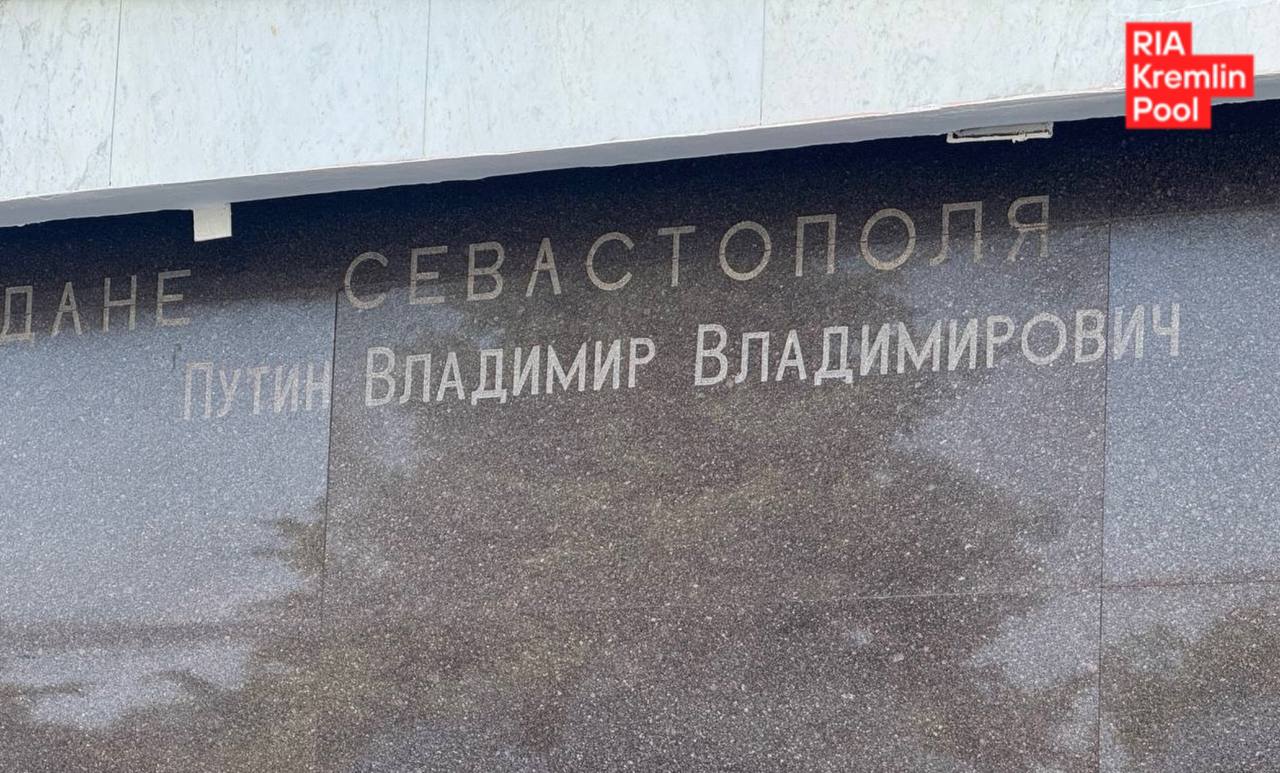 ДАНЕ СЕВАСТОПОЛЯ
Путин Владимир Владимирович
RIA
Kremlin
Pool